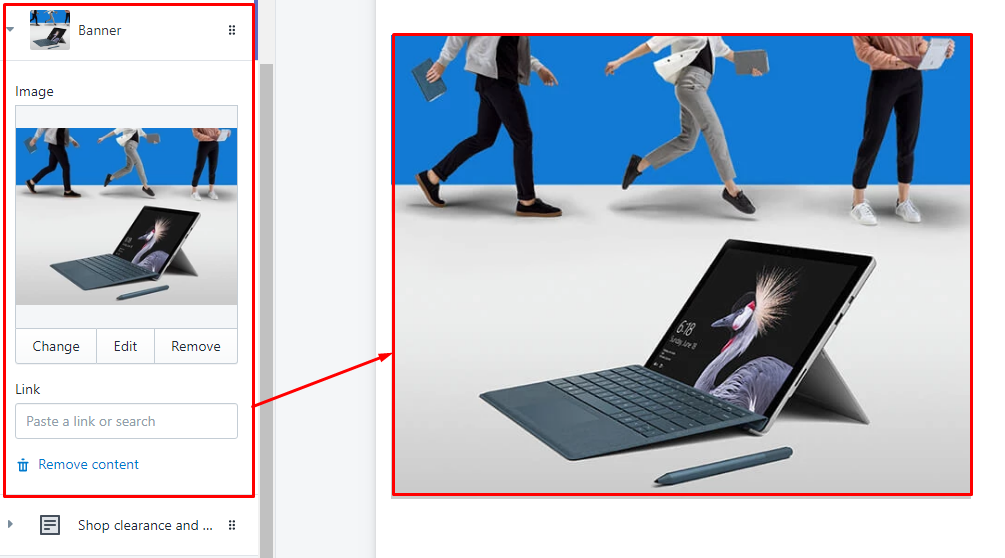 Banner
Image
Change
Edit
Remove
Link
Paste a link or search
Remove content
Shop clearance and ...
6:18
Sunday, June 18